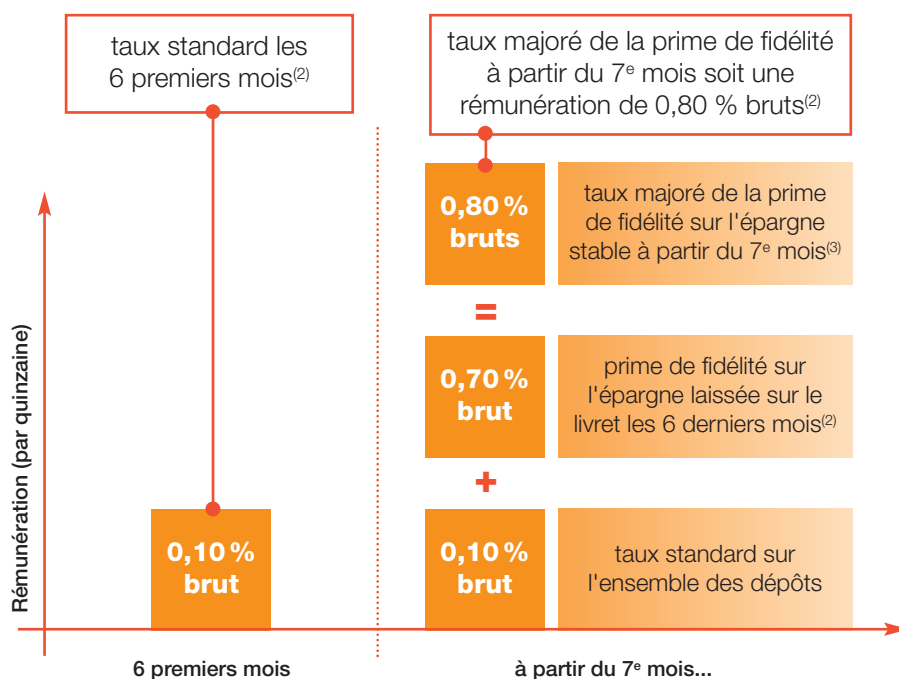 taux standard les
6 premiers mois(2)
taux majoré de la prime de fidélité
à partir du 7e mois soit une
rémunération de 0,80 % bruts(2)
0,80 %
bruts
taux majoré de la prime
de fidélité sur l'épargne
stable à partir du 7e mois(3)
=
0,70 %
brut
prime de fidélité sur
l'épargne laissée sur le
livret les 6 derniers mois(2)
+
0,10 %
brut
0,10 %
brut
taux standard sur
l'ensemble des dépôts
Rémunération (par quinzaine)
6 premiers mois
à partir du 7e mois...